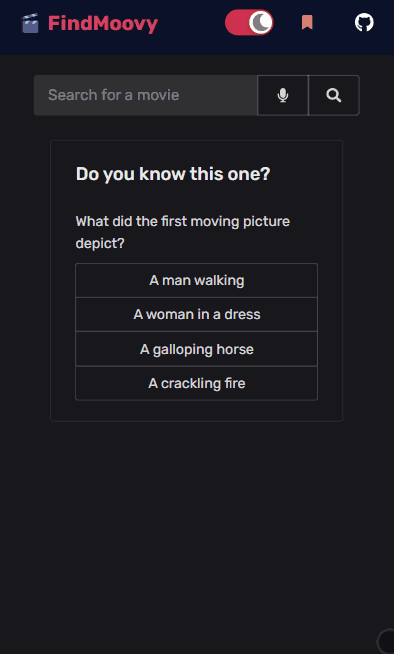 FindMoovy
Search for a movie
Do you know this one?
What did the first moving picture
depict?
A man walking
A woman in a dress
A galloping horse
A crackling fire